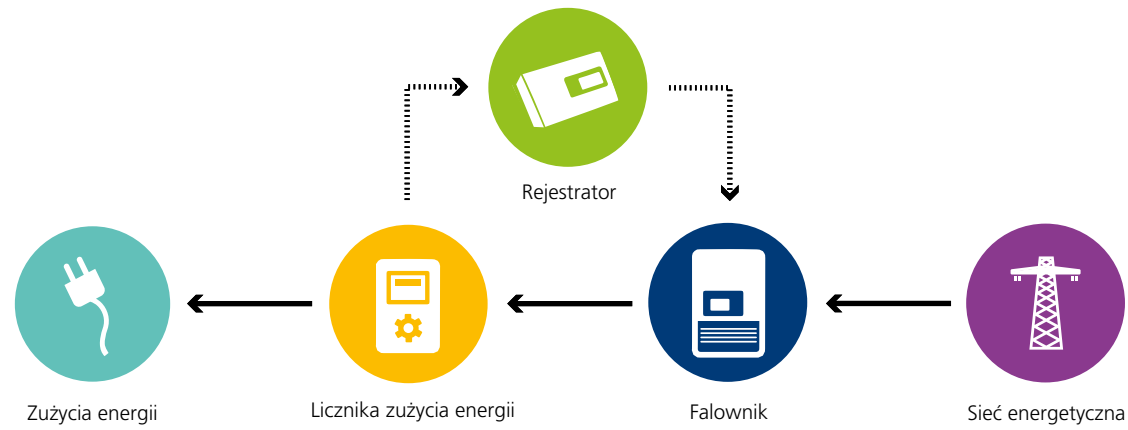 Rejestrator
Zużycia energii
Licznika zużycia energii
Falownik
Sieć energetyczna